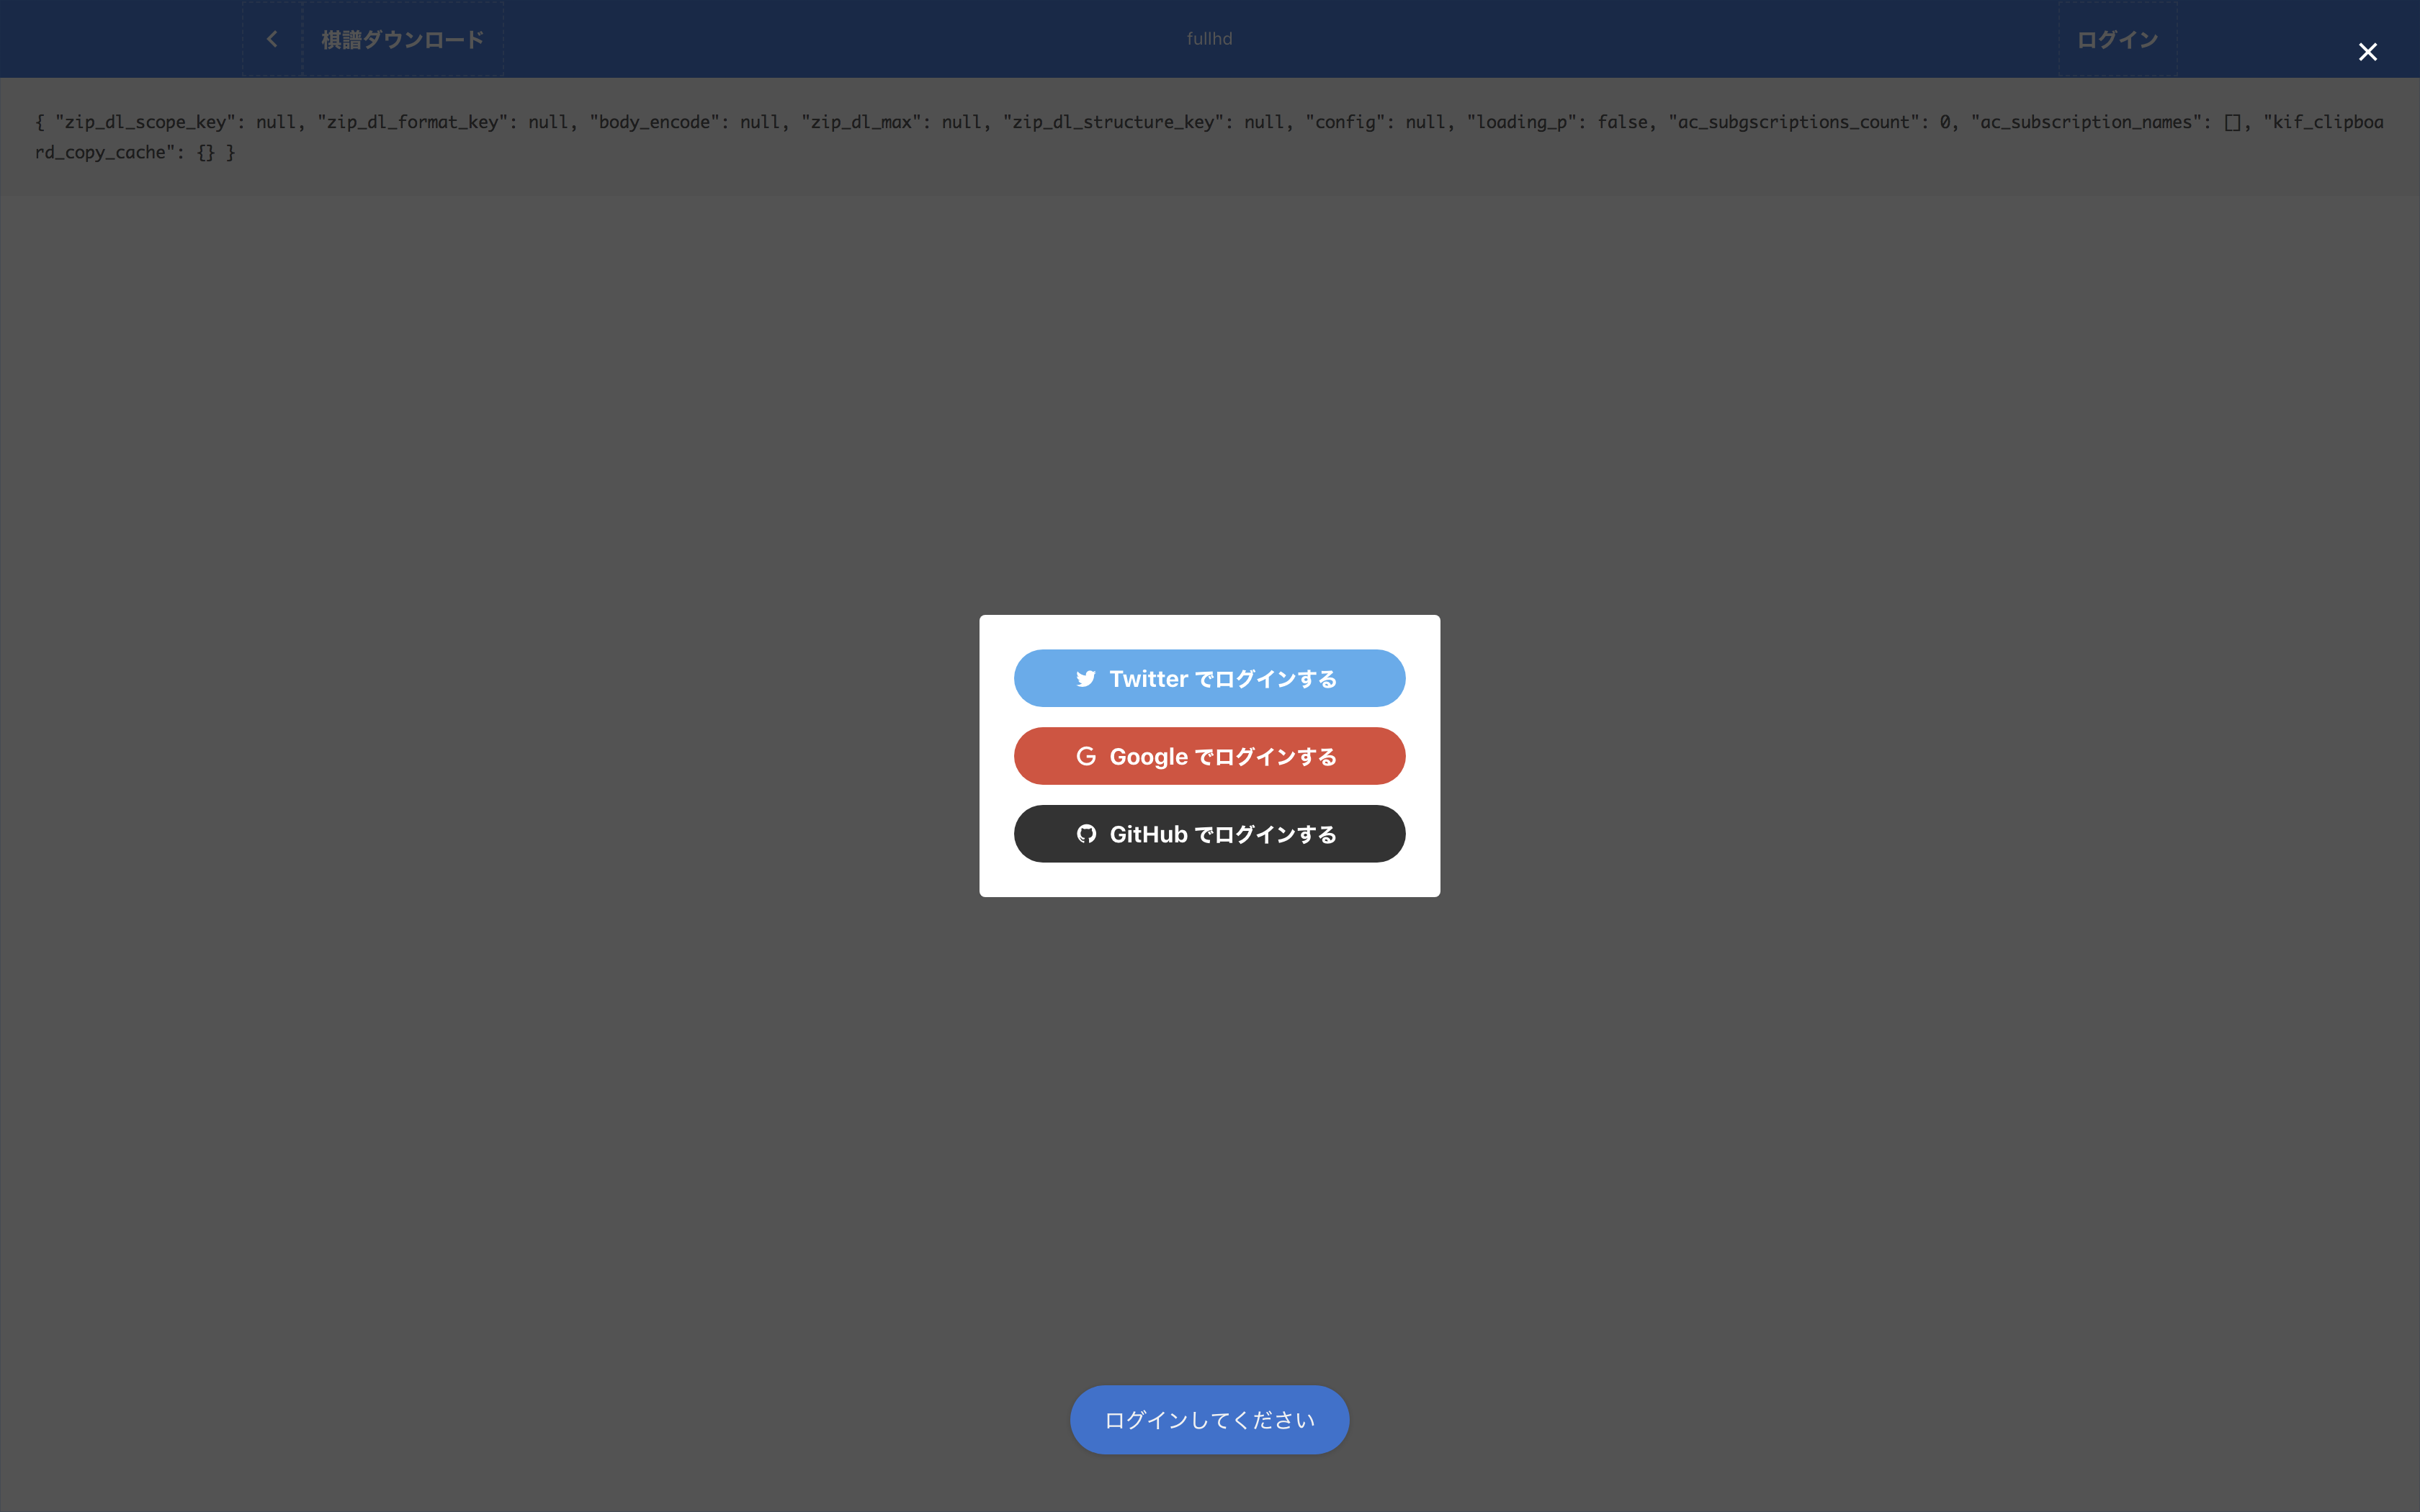 棋譜ダウンロード
fullhd
ログイン
{ "zip_dl_scope_key": null, "zip_dl_format_key": null, "body_encode": null, "zip_dl_max": null, "zip_dl_structure_key": null, "config": null, "loading_p": false, "ac_subgscriptions_count": 0, "ac_subscription_names": [], "kif_clipboa
rd_copy_cache": {} }
Twitter でログインする
Google でログインする
GitHub でログインする
ログインしてください